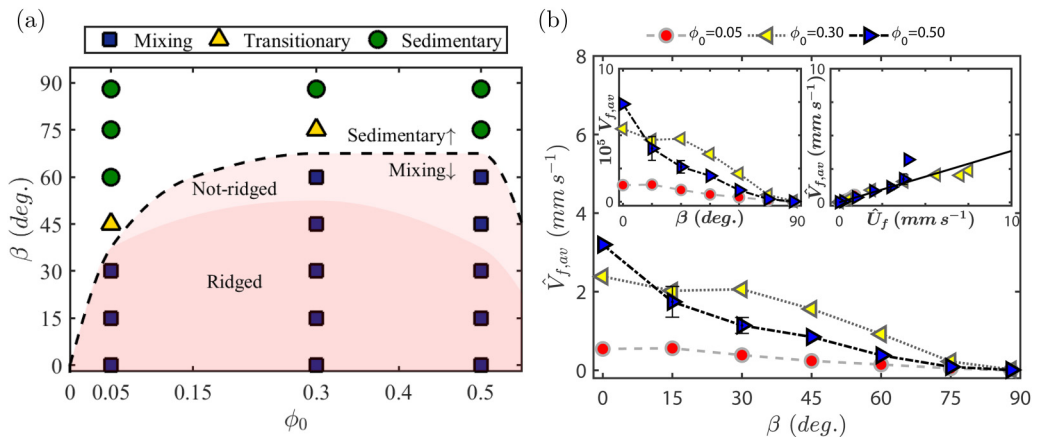 (a)
Mixing Transitionary Sedimentary
90
75
60
45
30
15
0
β (deg.)
Sedimentary↑
Mixing↓
Not-ridged
Ridged
0 0.05 0.15 0.3 0.4 0.5
ϕ₀
(b)
ϕ₀=0.05 ϕ₀=0.30 ϕ₀=0.50
8
6
4
2
0
V̂f,av (mm s⁻¹)
0 15 30 45 60 75 90
β (deg.)
10
0
10⁵ Vf,av
0 90
β (deg.)
10
0
V̂f,av (mm s⁻¹)
0 10
Ûf (mm s⁻¹)